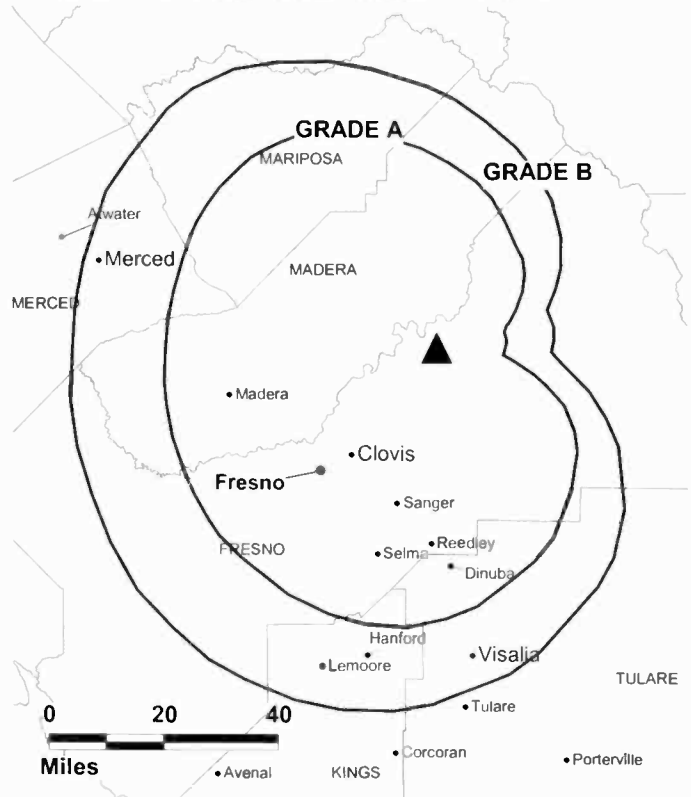 GRADE A
MARIPOSA
GRADE B
Atwater
Merced
MADERA
MERCED
Madera
Clovis
Fresno
Sanger
Reedley
FRESNO
Selma
Dinuba
Hanford
Visalia
Lemoore
TULARE
Tulare
0 20 40
Corcoran
Porterville
Miles
Avenal
KINGS